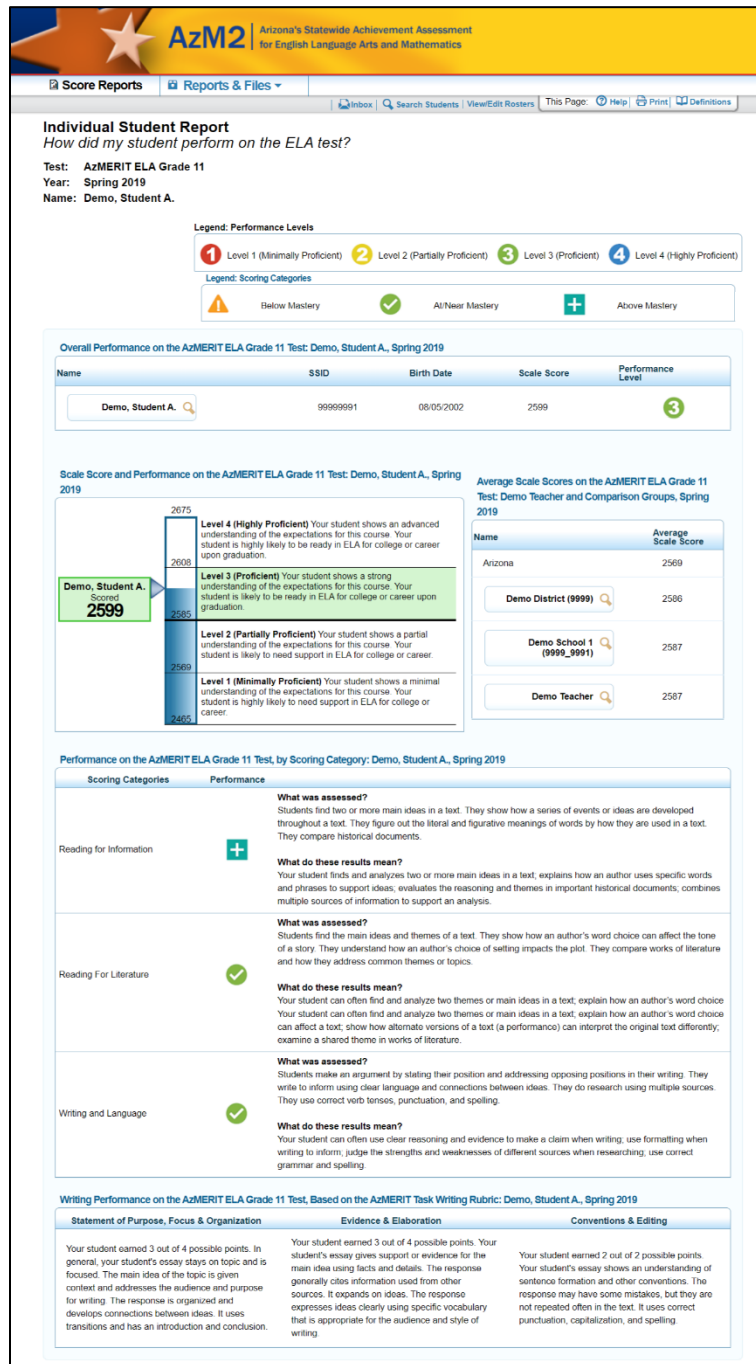 AzM2
Arizona's Statewide Achievement Assessment
for English Language Arts and Mathematics
Score Reports
Reports & Files
Inbox | Search Students | View/Edit Rosters
This Page: Help | Print | Definitions
Individual Student Report
How did my student perform on the ELA test?
Test: AzMERIT ELA Grade 11
Year: Spring 2019
Name: Demo, Student A.
Legend: Performance Levels
1 Level 1 (Minimally Proficient) 2 Level 2 (Partially Proficient) 3 Level 3 (Proficient) 4 Level 4 (Highly Proficient)
Legend: Scoring Categories
Below Mastery At/Near Mastery Above Mastery
Overall Performance on the AzMERIT ELA Grade 11 Test: Demo, Student A., Spring 2019
Name SSID Birth Date Scale Score Performance
Level
Demo, Student A. 99999991 08/05/2002 2599 3
Scale Score and Performance on the AzMERIT ELA Grade 11 Test: Demo, Student A., Spring
2019
2675
Level 4 (Highly Proficient) Your student shows an advanced
understanding of the expectations for this course. Your
student is highly likely to be ready in ELA for college or career
upon graduation.
2608
Level 3 (Proficient) Your student shows a strong
understanding of the expectations for this course. Your
student is likely to be ready in ELA for college or career upon
graduation.
Demo, Student A.
Scored
2599
2585
Level 2 (Partially Proficient) Your student shows a partial
understanding of the expectations for this course. Your
student is likely to need support in ELA for college or career.
2569
Level 1 (Minimally Proficient) Your student shows a minimal
understanding of the expectations for this course. Your
student is highly likely to need support in ELA for college or
career.
2465
Average Scale Scores on the AzMERIT ELA Grade 11
Test: Demo Teacher and Comparison Groups, Spring
2019
Name Average
Scale Score
Arizona 2569
Demo District (9999) 2586
Demo School 1
(9999_9991) 2587
Demo Teacher 2587
Performance on the AzMERIT ELA Grade 11 Test, by Scoring Category: Demo, Student A., Spring 2019
Scoring Categories Performance
Reading for Information
What was assessed?
Students find two or more main ideas in a text. They show how a series of events or ideas are developed
throughout a text. They figure out the literal and figurative meanings of words by how they are used in a text.
They compare historical documents.
What do these results mean?
Your student finds and analyzes two or more main ideas in a text; explains how an author uses specific words
and phrases to support ideas; evaluates the reasoning and themes in important historical documents; combines
multiple sources of information to support an analysis.
Reading For Literature
What was assessed?
Students find the main ideas and themes of a text. They show how an author's word choice can affect the tone
of a story. They understand how an author's choice of setting impacts the plot. They compare works of literature
and how they address common themes or topics.
What do these results mean?
Your student can often find and analyze two themes or main ideas in a text; explain how an author's word choice
Your student can often find and analyze two themes or main ideas in a text; explain how an author's word choice
can affect a text; show how alternate versions of a text (a performance) can interpret the original text differently;
examine a shared theme in works of literature.
Writing and Language
What was assessed?
Students make an argument by stating their position and addressing opposing positions in their writing. They
write to inform using clear language and connections between ideas. They do research using multiple sources.
They use correct verb tenses, punctuation, and spelling.
What do these results mean?
Your student can often use clear reasoning and evidence to make a claim when writing; use formatting when
writing to inform; judge the strengths and weaknesses of different sources when researching; use correct
grammar and spelling.
Writing Performance on the AzMERIT ELA Grade 11 Test, Based on the AzMERIT Task Writing Rubric: Demo, Student A., Spring 2019
Statement of Purpose, Focus & Organization
Your student earned 3 out of 4 possible points. In
general, your student's essay stays on topic and is
focused. The main idea of the topic is given
context and addresses the audience and purpose
for writing. The response is organized and
develops connections between ideas. It uses
transitions and has an introduction and conclusion.
Evidence & Elaboration
Your student earned 3 out of 4 possible points. Your
student's essay gives support or evidence for the
main idea using facts and details. The response
generally cites information used from other
sources. It expands on ideas. The response
expresses ideas clearly using specific vocabulary
that is appropriate for the audience and style of
writing.
Conventions & Editing
Your student earned 2 out of 2 possible points.
Your student's essay shows an understanding of
sentence formation and other conventions. The
response may have some mistakes, but they are
not repeated often in the text. It uses correct
punctuation, capitalization, and spelling.